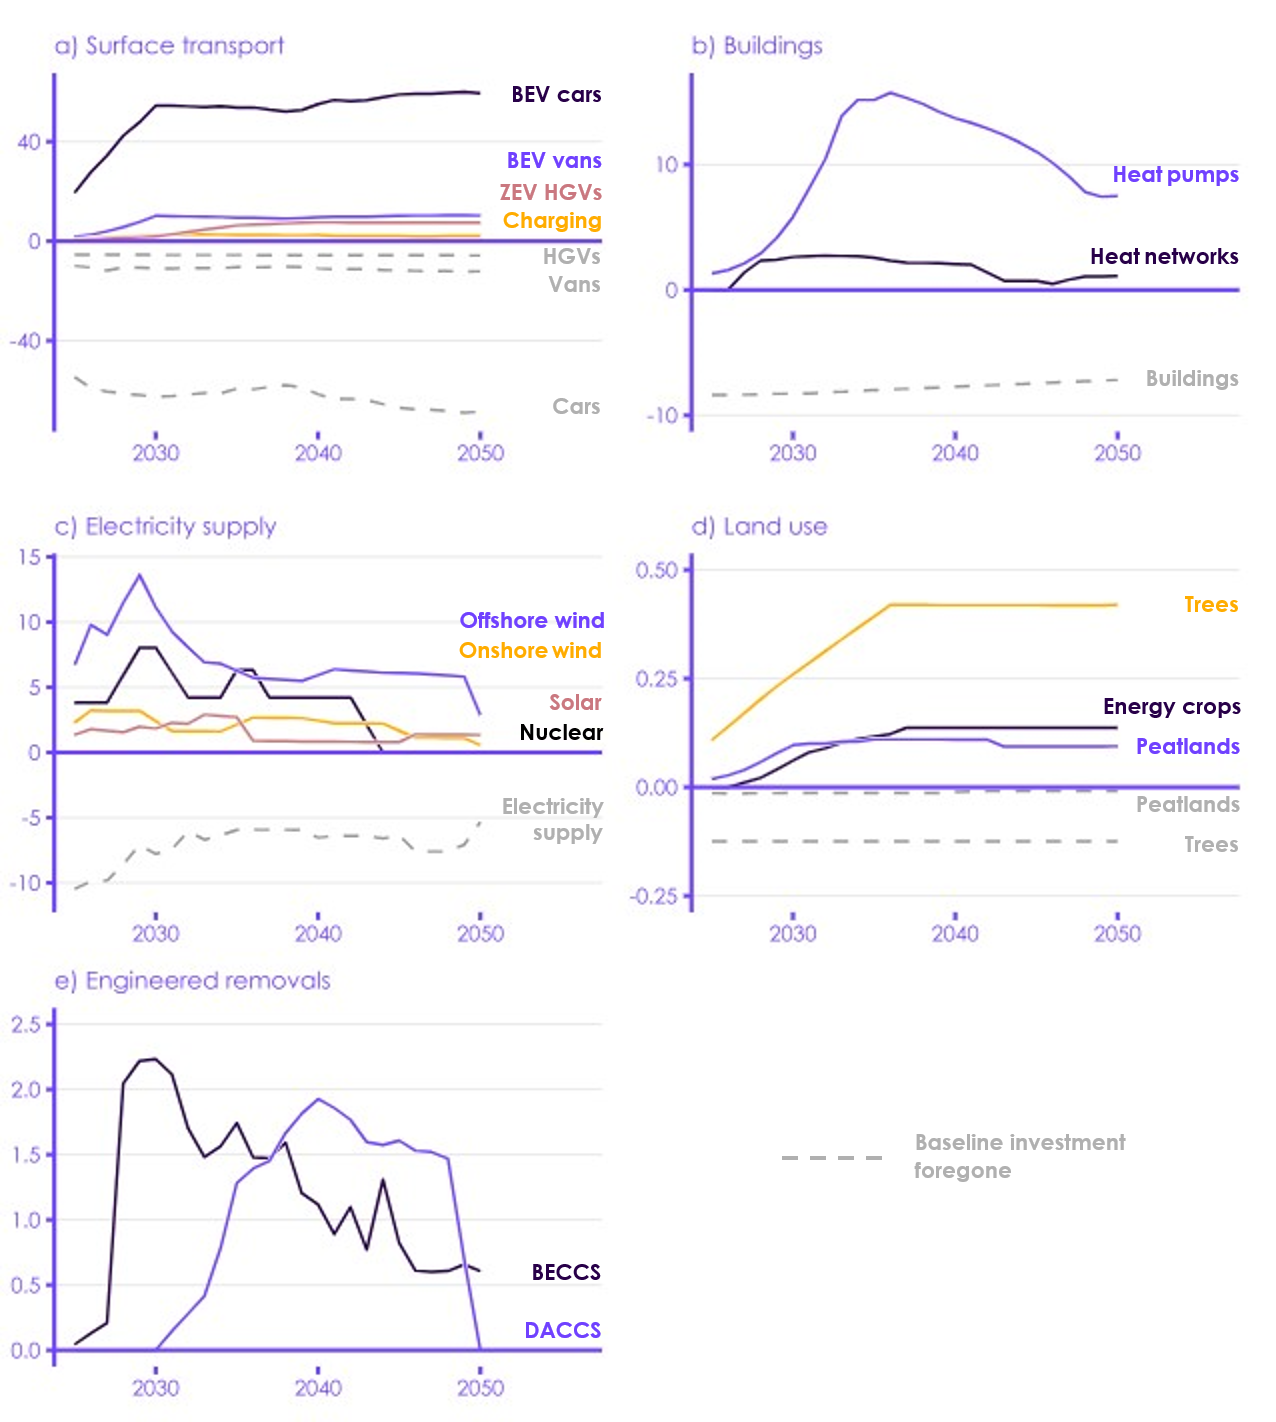 a) Surface transport
40
0
-40
BEV cars
BEV vans
ZEV HGVs
Charging
HGVs
Vans
Cars
2030 2040 2050
b) Buildings
10
0
-10
Heat pumps
Heat networks
Buildings
2030 2040 2050
c) Electricity supply
15
10
5
0
-5
-10
Offshore wind
Onshore wind
Solar
Nuclear
Electricity
supply
2030 2040 2050
d) Land use
0.50
0.25
0.00
-0.25
Trees
Energy crops
Peatlands
Peatlands
Trees
2030 2040 2050
e) Engineered removals
2.5
2.0
1.5
1.0
0.5
0.0
BECCS
DACCS
2030 2040 2050
Baseline investment
foregone